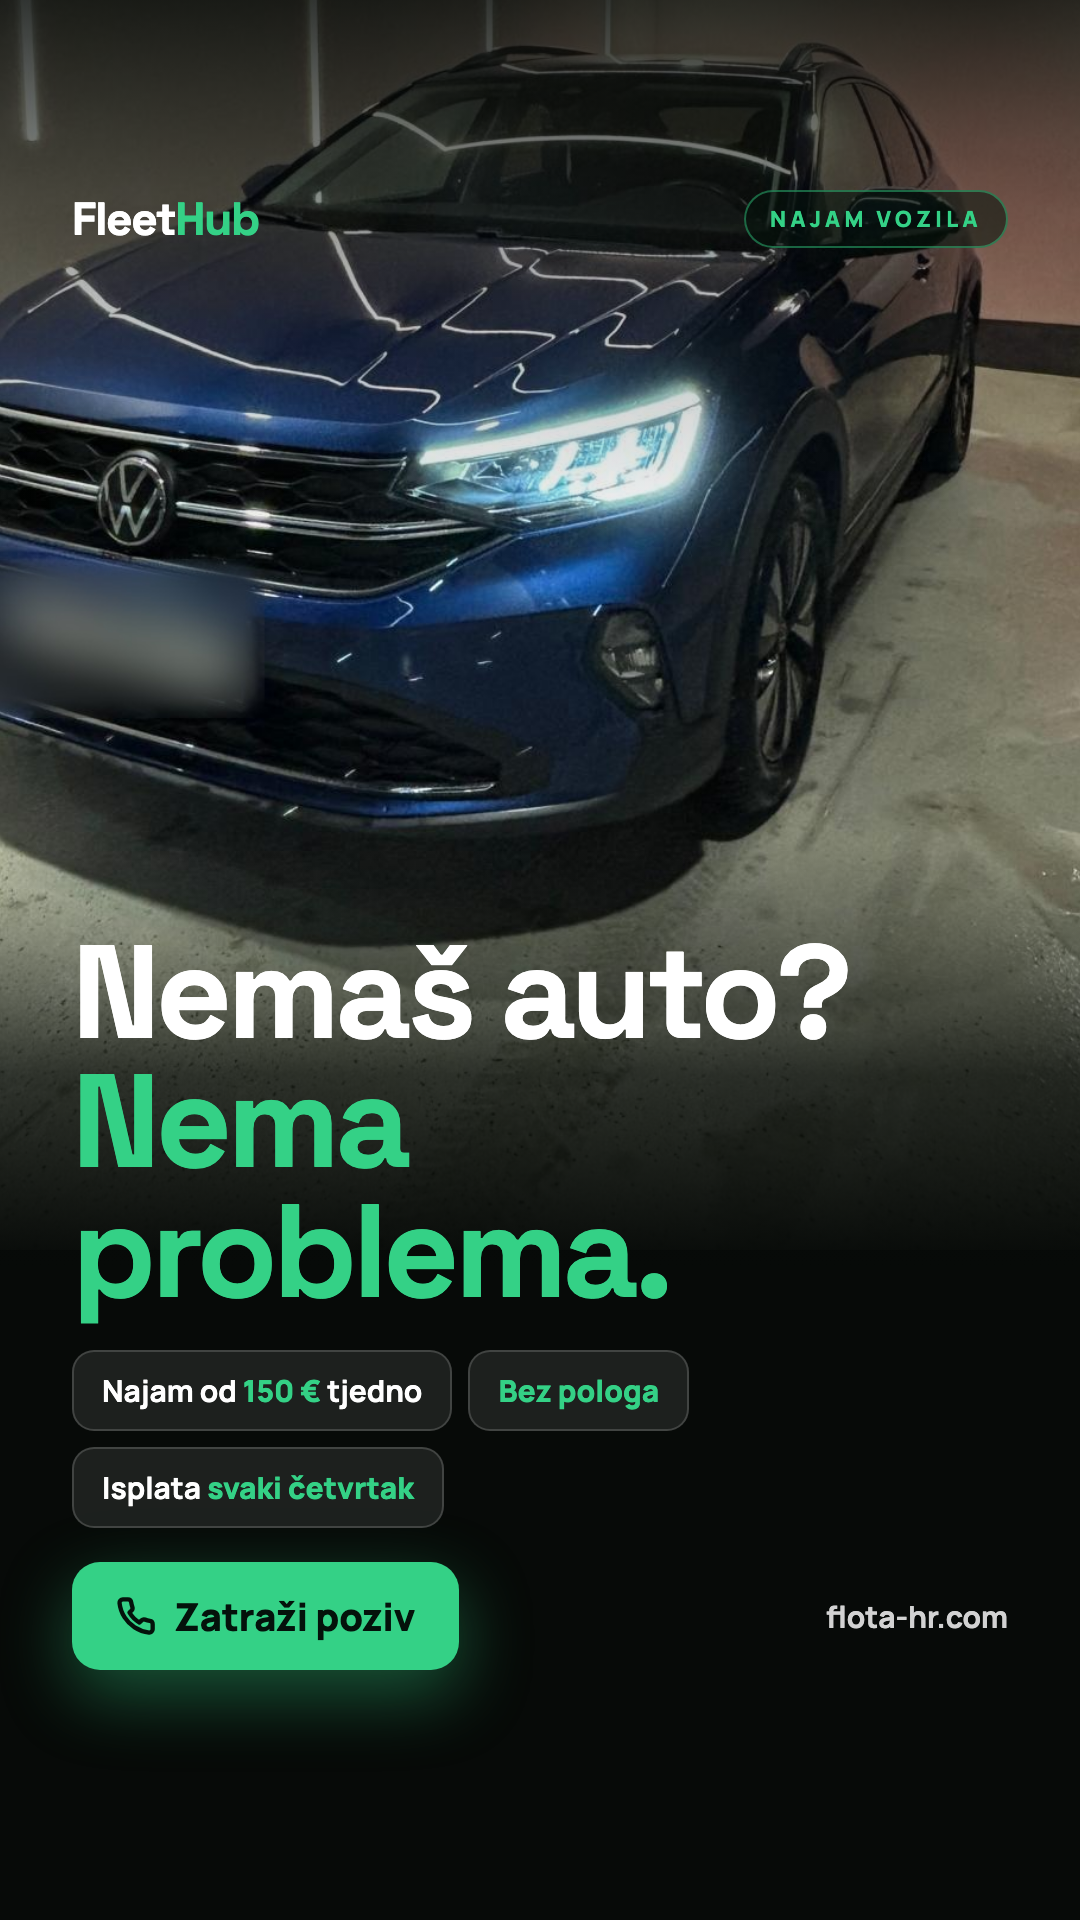 FleetHub
NAJAM VOZILA
Nemaš auto?
Nema
problema.
Najam od 150 € tjedno
Bez pologa
Isplata svaki četvrtak
Zatraži poziv
flota-hr.com